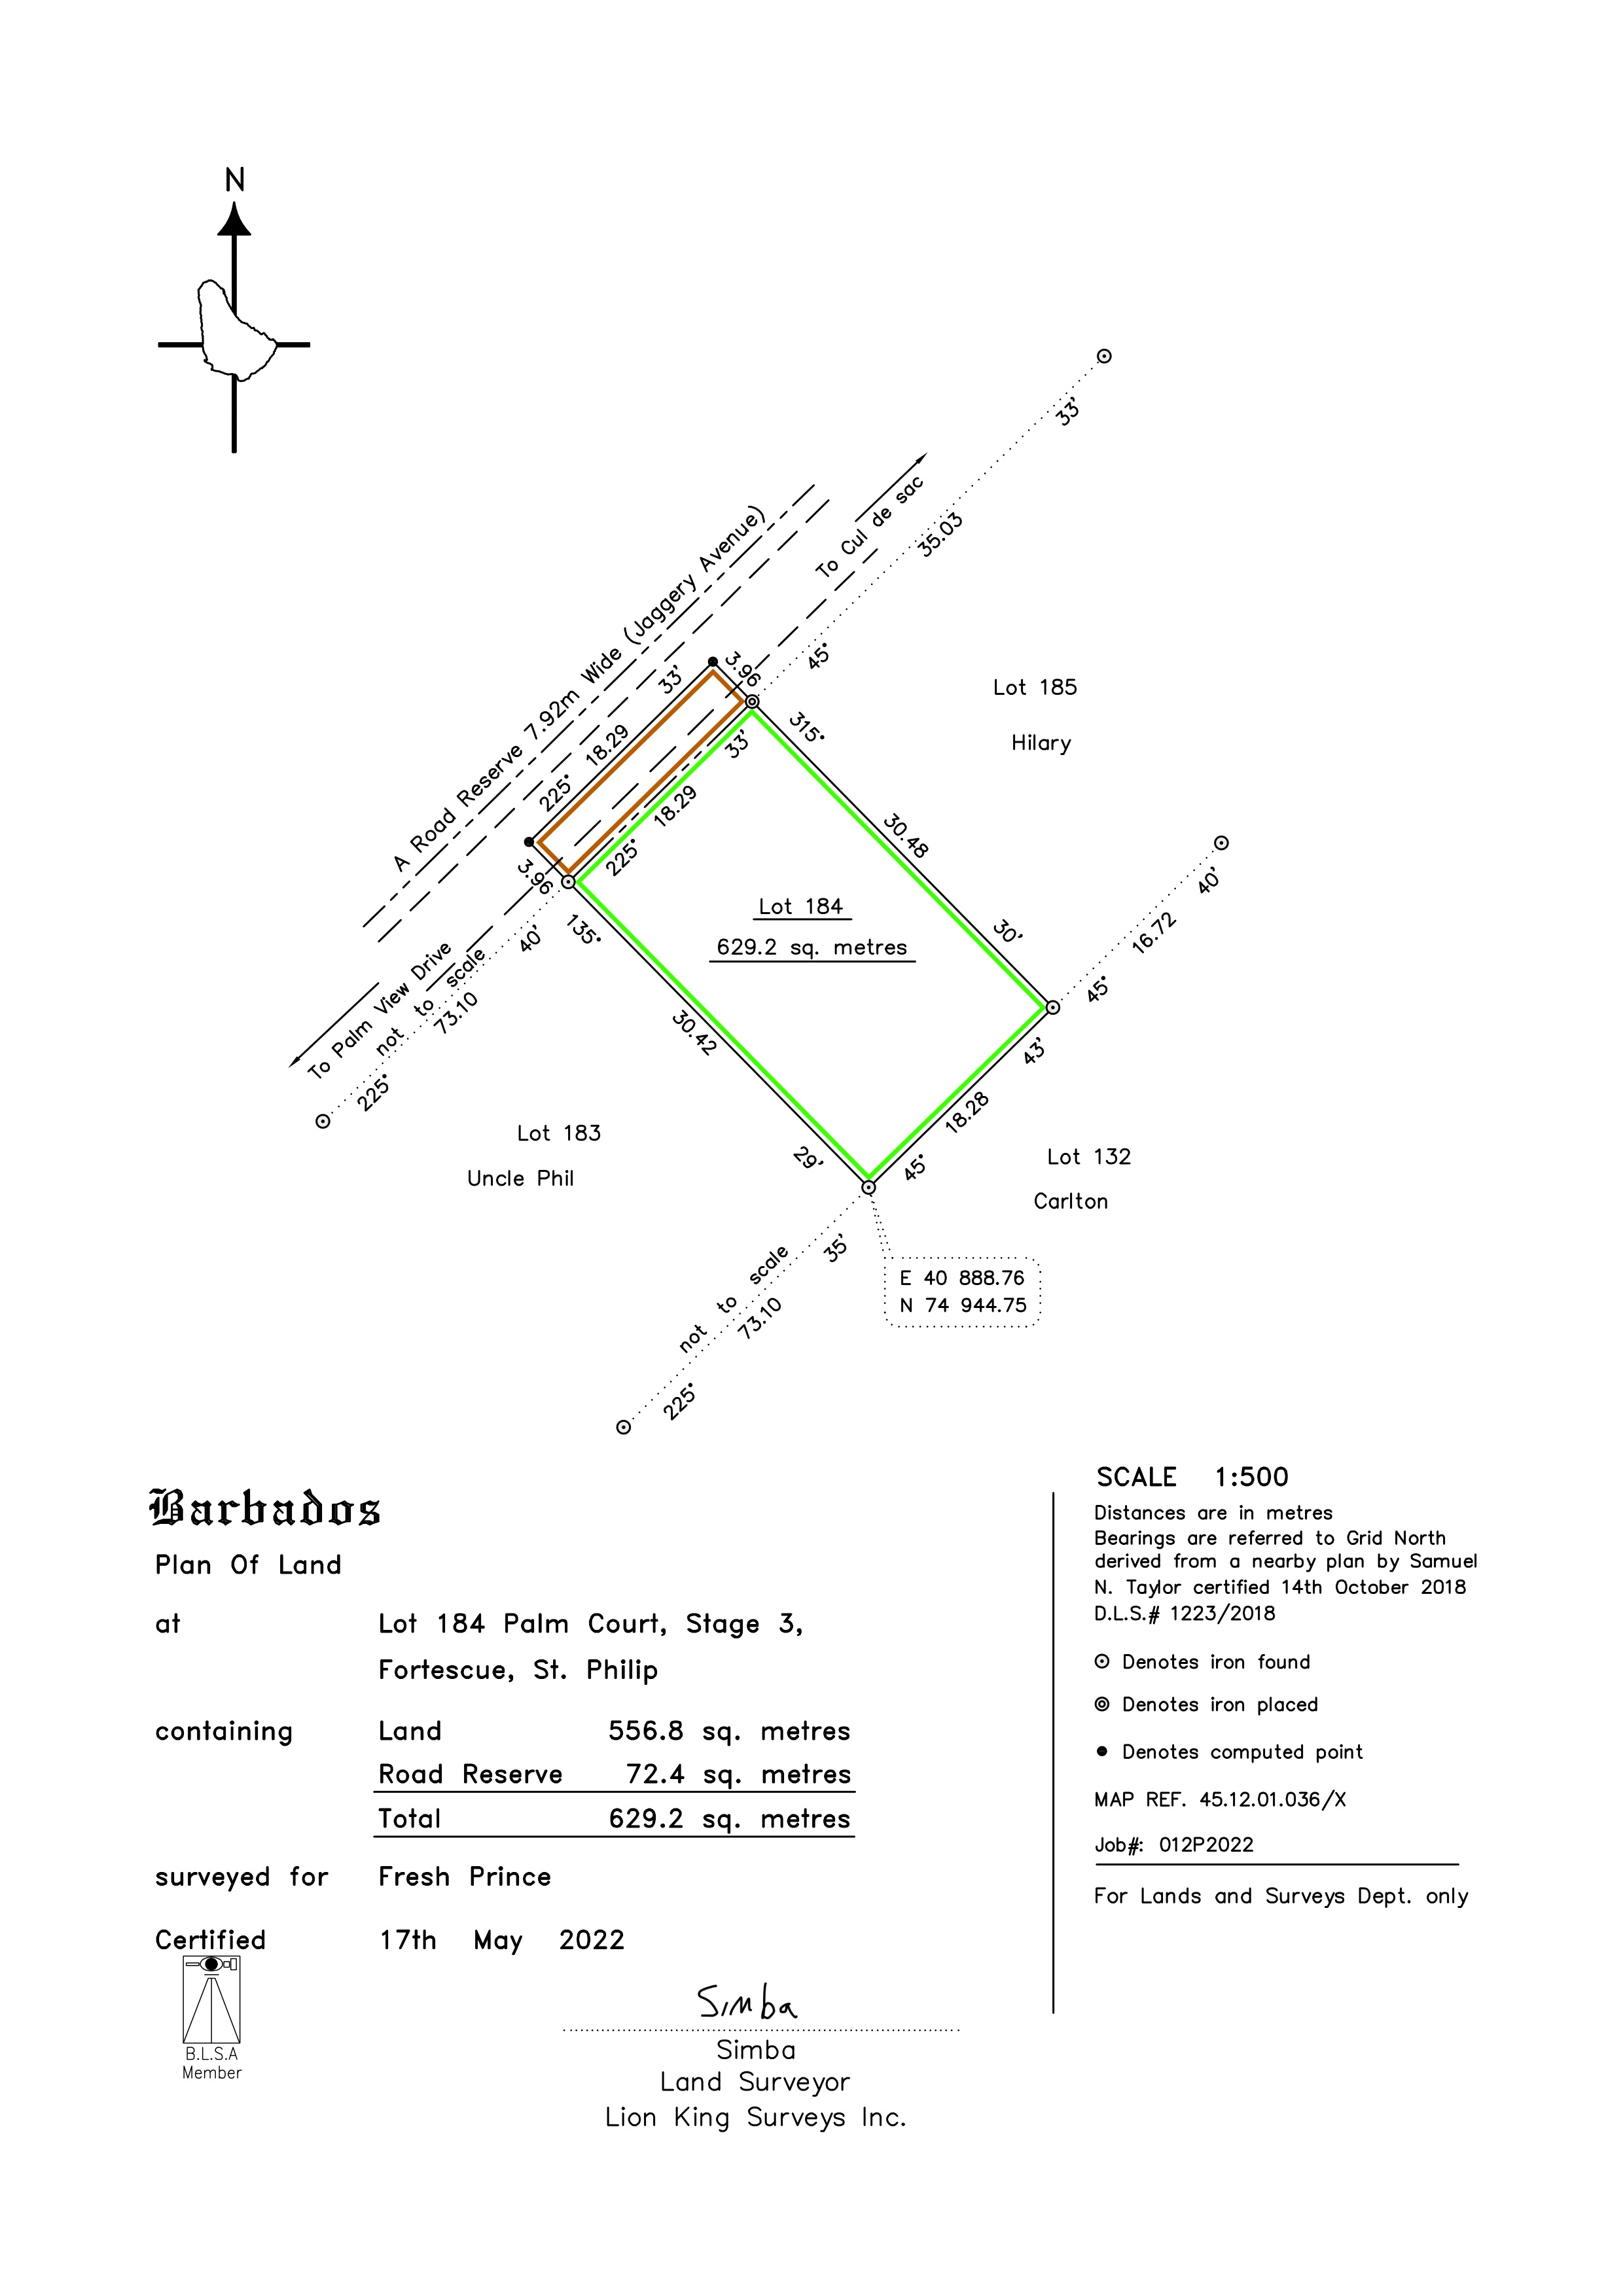 N
33'
35.03
45°
To Cul de sac
A Road Reserve 7.92m Wide (Jaggery Avenue)
3.96
33'
18.29
225°
Lot 185
Hilary
315°
30.48
30'
33'
18.29
225°
3.96
135°
30.42
29'
Lot 184
629.2 sq. metres
40'
16.72
45°
40'
not to scale
73.10
225°
To Palm View Drive
43'
18.28
45°
Lot 183
Uncle Phil
Lot 132
Carlton
35'
not to scale
73.10
225°
E 40 888.76
N 74 944.75
Barbados
Plan Of Land
at Lot 184 Palm Court, Stage 3,
Fortescue, St. Philip
containing Land 556.8 sq. metres
Road Reserve 72.4 sq. metres
Total 629.2 sq. metres
surveyed for Fresh Prince
Certified 17th May 2022
B.L.S.A
Member
Simba
Simba
Land Surveyor
Lion King Surveys Inc.
SCALE 1:500
Distances are in metres
Bearings are referred to Grid North
derived from a nearby plan by Samuel
N. Taylor certified 14th October 2018
D.L.S.# 1223/2018
Denotes iron found
Denotes iron placed
Denotes computed point
MAP REF. 45.12.01.036/X
Job#: 012P2022
For Lands and Surveys Dept. only